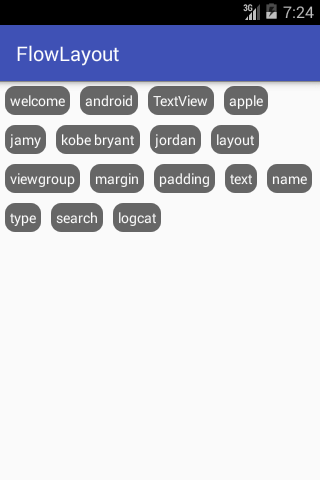 3G 7:24
FlowLayout
welcome android TextView apple
jamy kobe bryant jordan layout
viewgroup margin padding text name
type search logcat